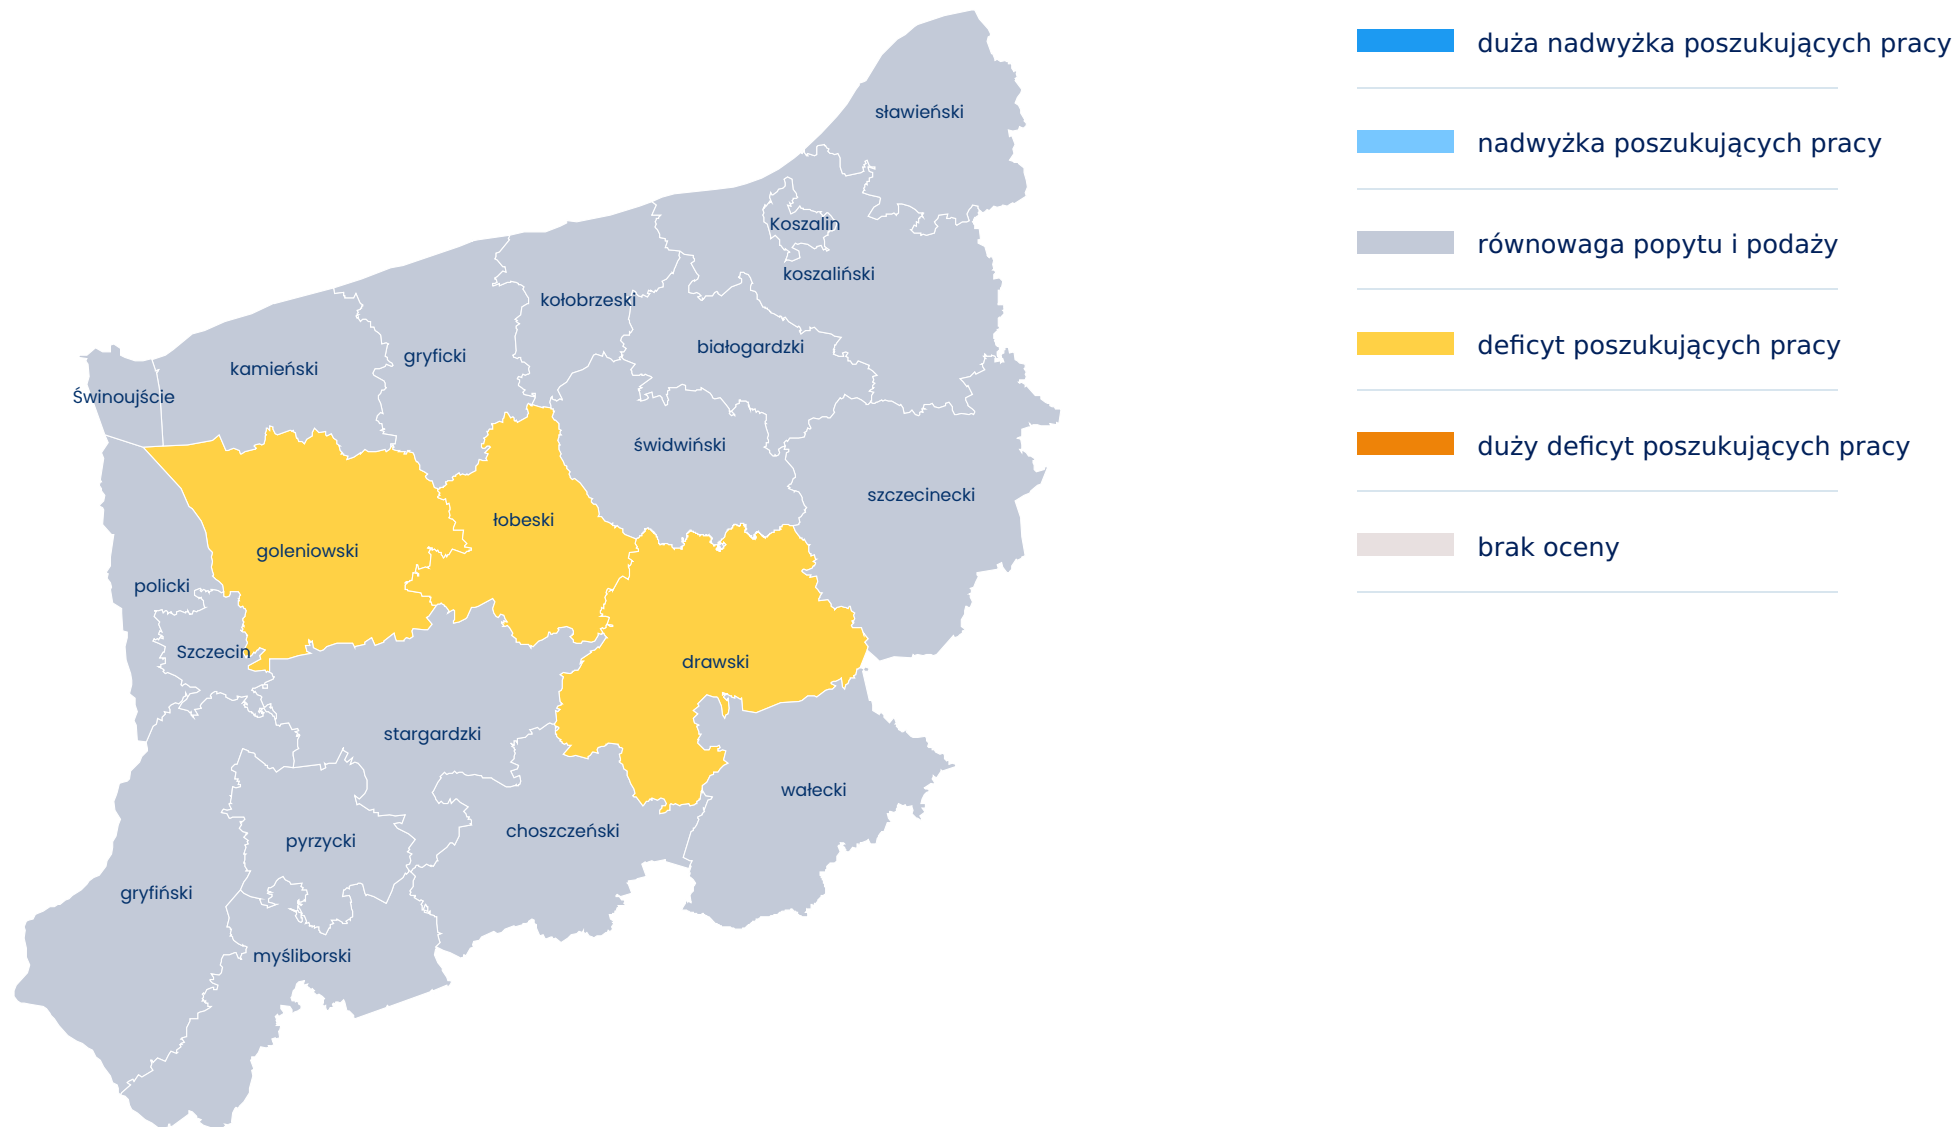 sławieński
Koszalin
koszaliński
kołobrzeski
białogardzki
gryficki
kamieński
Świnoujście
świdwiński
szczecinecki
łobeski
goleniowski
policki
Szczecin
drawski
stargardzki
wałecki
choszczeński
pyrzycki
gryfiński
myśliborski
duża nadwyżka poszukujących pracy
nadwyżka poszukujących pracy
równowaga popytu i podaży
deficyt poszukujących pracy
duży deficyt poszukujących pracy
brak oceny